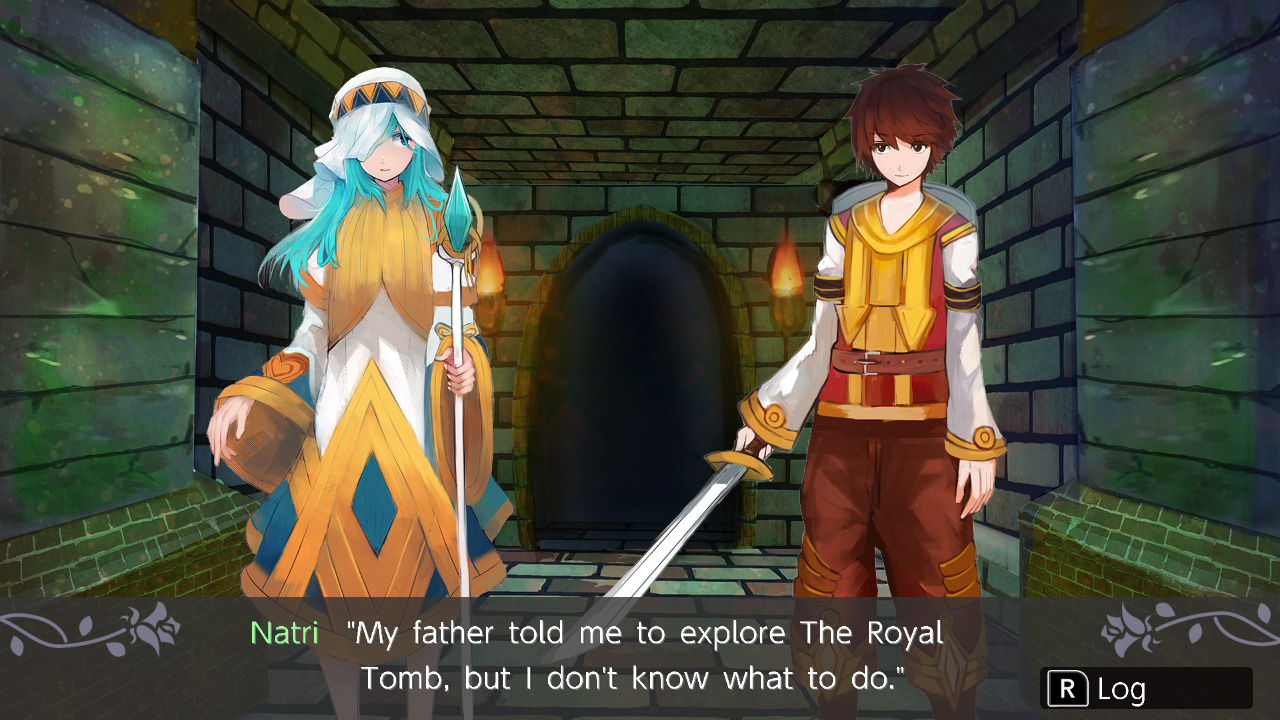 Natri "My father told me to explore The Royal
Tomb, but I don't know what to do."
R Log